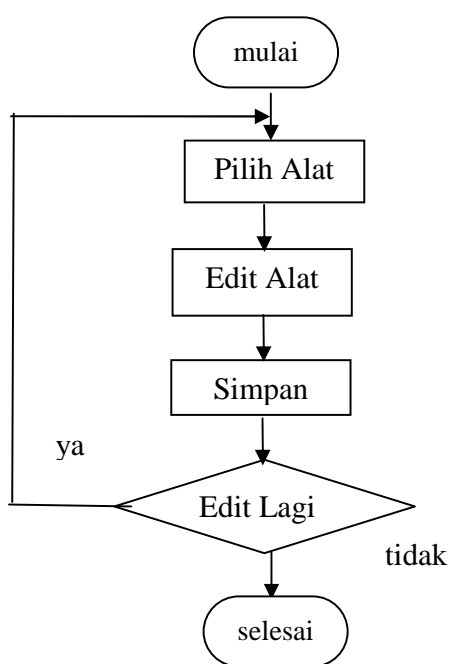 mulai
Pilih Alat
Edit Alat
Simpan
ya
Edit Lagi
tidak
selesai